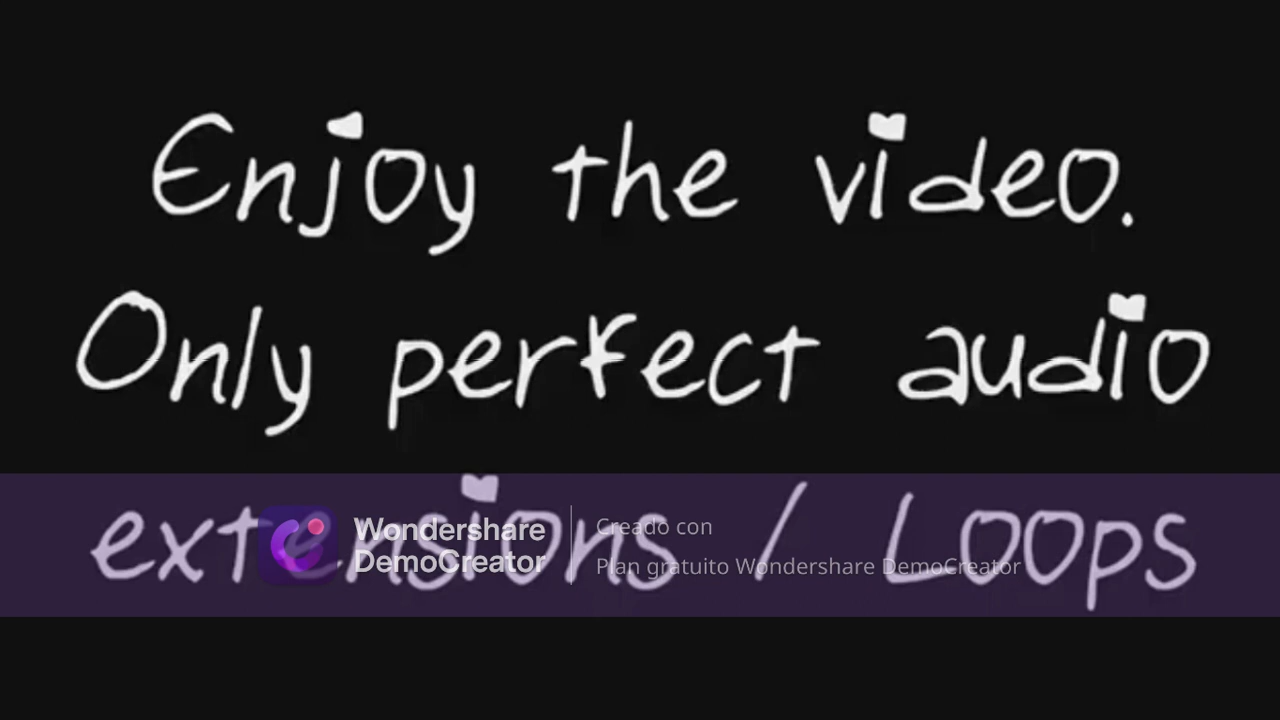 Enjoy the video.
Only perfect audio
extensions / Loops
Wondershare
DemoCreator
Creado con
Plan gratuito Wondershare DemoCreator